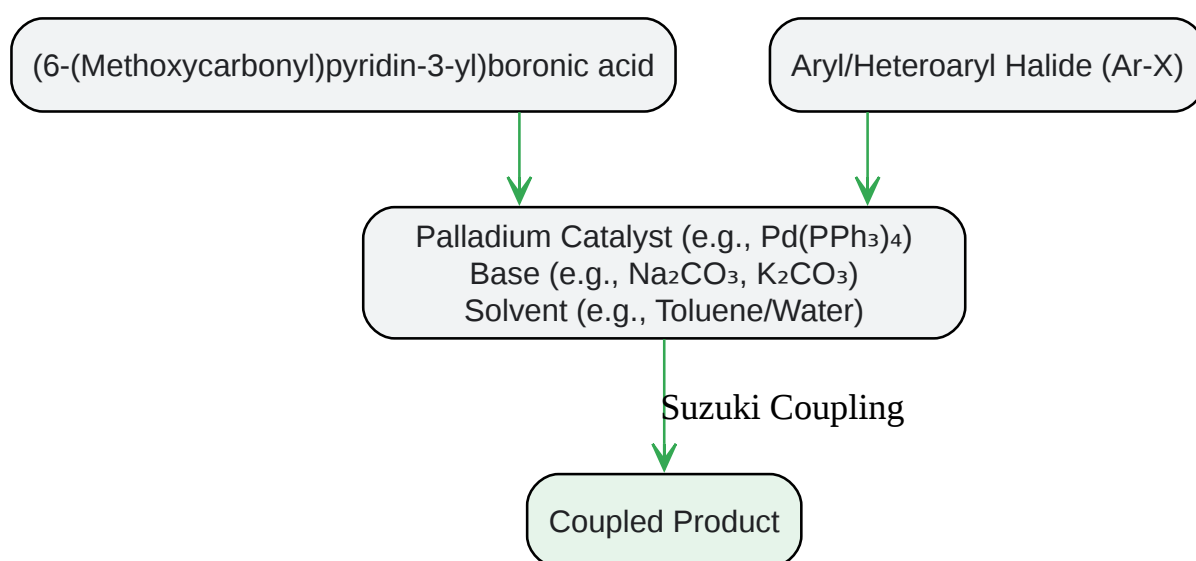 (6-(Methoxycarbonyl)pyridin-3-yl)boronic acid
Aryl/Heteroaryl Halide (Ar-X)
Palladium Catalyst (e.g., Pd(PPh₃)₄)
Base (e.g., Na₂CO₃, K₂CO₃)
Solvent (e.g., Toluene/Water)
Suzuki Coupling
Coupled Product